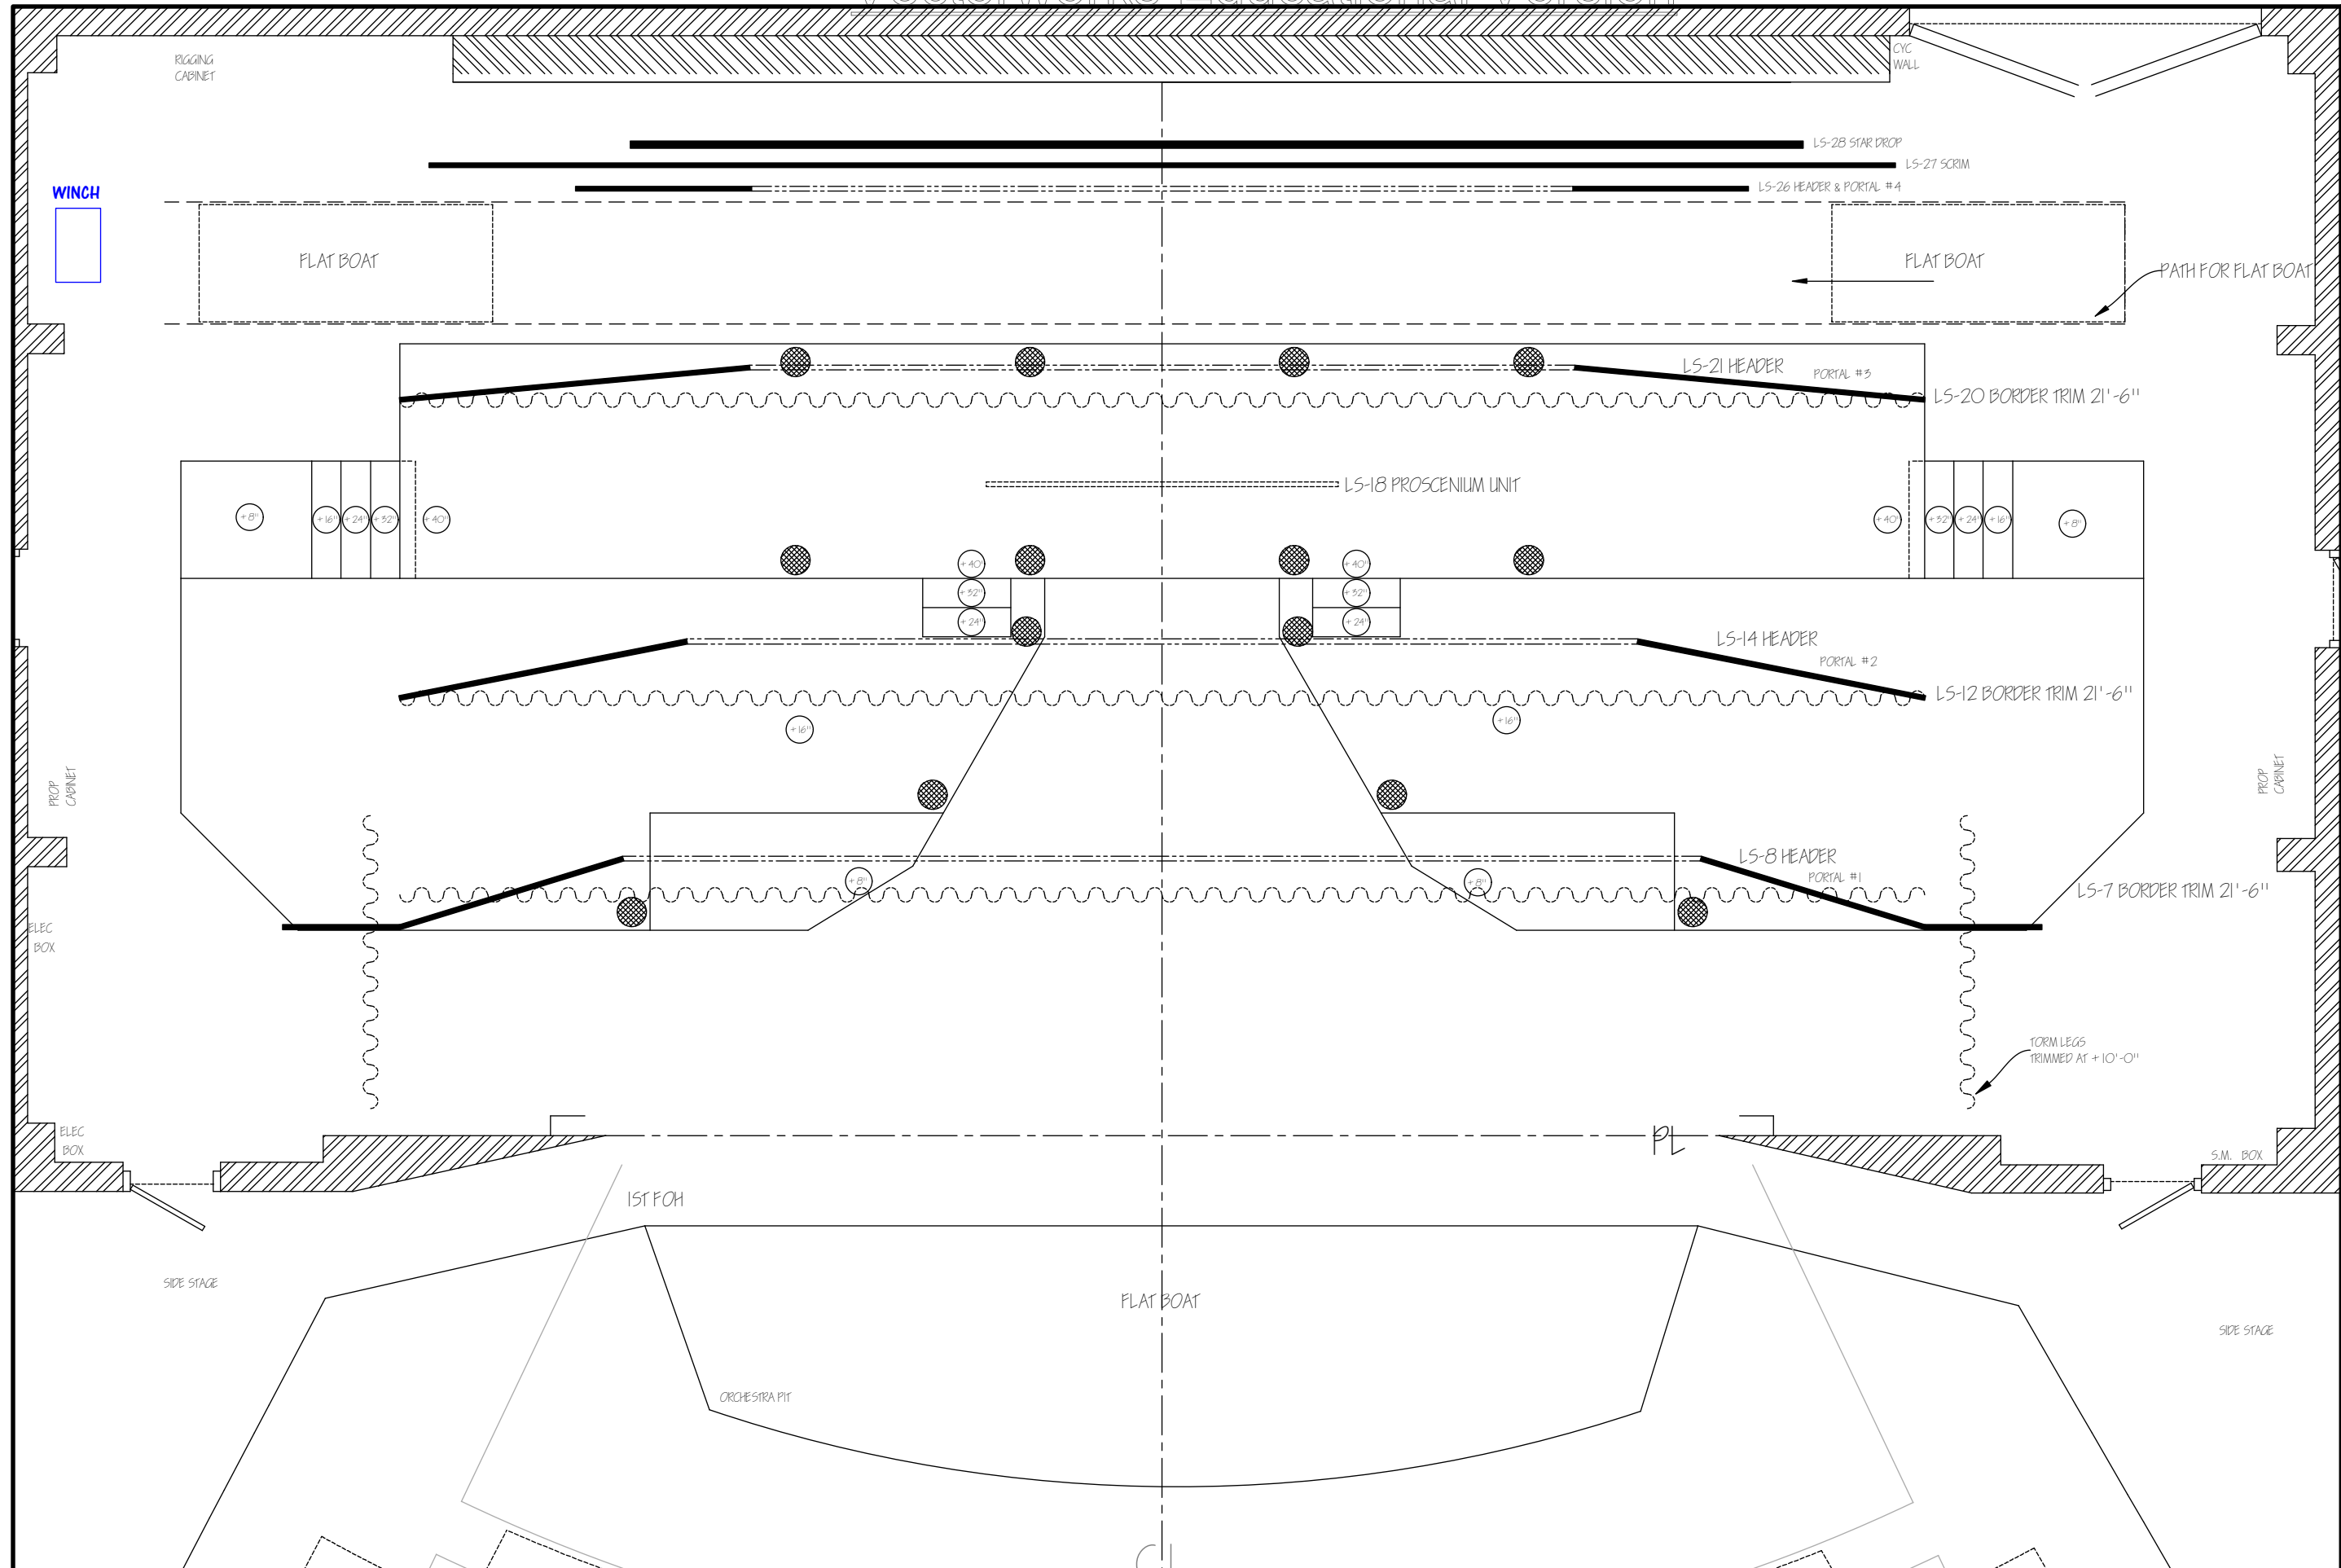 Vectorworks Educational Version
RIGGING
CABINET
CYC
WALL
LS-28 STAR DROP
LS-27 SCRIM
LS-26 HEADER & PORTAL #4
WINCH
FLAT BOAT
FLAT BOAT
PATH FOR FLAT BOAT
LS-21 HEADER
PORTAL #3
LS-20 BORDER TRIM 21'-6"
LS-18 PROSCENIUM UNIT
+8"
+16"
+24"
+32"
+40"
+40"
+32"
+24"
+16"
+8"
+40"
+32"
+24"
+40"
+32"
+24"
LS-14 HEADER
PORTAL #2
LS-12 BORDER TRIM 21'-6"
+16"
+16"
PROP
CABINET
PROP
CABINET
LS-8 HEADER
PORTAL #1
+8"
+8"
LS-7 BORDER TRIM 21'-6"
ELEC
BOX
TORM LEGS
TRIMMED AT +10'-0"
ELEC
BOX
PL
S.M. BOX
1ST FOH
SIDE STAGE
FLAT BOAT
SIDE STAGE
ORCHESTRA PIT